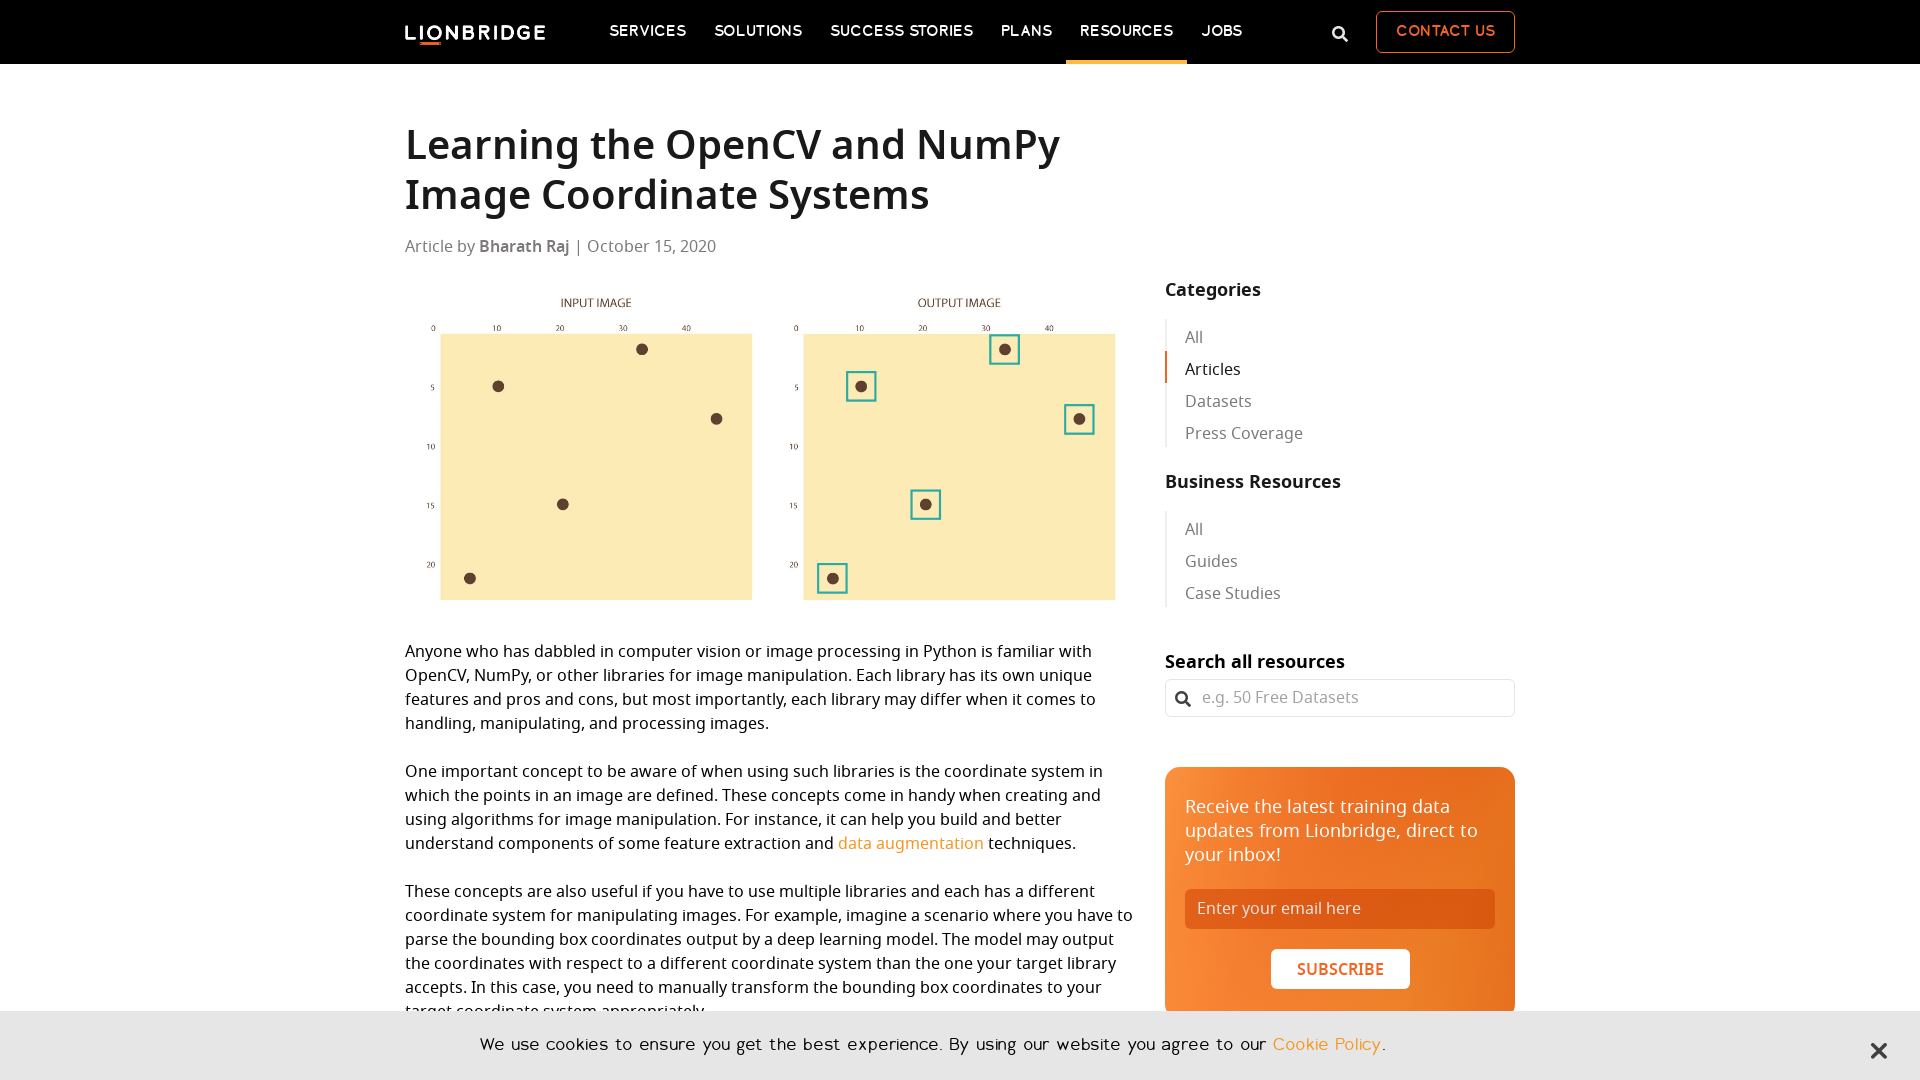 LIONBRIDGE
SERVICES SOLUTIONS SUCCESS STORIES PLANS RESOURCES JOBS
CONTACT US
Learning the OpenCV and NumPy
Image Coordinate Systems
Article by Bharath Raj | October 15, 2020
INPUT IMAGE
0 10 20 30 40
5
10
15
20
OUTPUT IMAGE
0 10 20 30 40
5
10
15
20
Anyone who has dabbled in computer vision or image processing in Python is familiar with
OpenCV, NumPy, or other libraries for image manipulation. Each library has its own unique
features and pros and cons, but most importantly, each library may differ when it comes to
handling, manipulating, and processing images.
One important concept to be aware of when using such libraries is the coordinate system in
which the points in an image are defined. These concepts come in handy when creating and
using algorithms for image manipulation. For instance, it can help you build and better
understand components of some feature extraction and data augmentation techniques.
These concepts are also useful if you have to use multiple libraries and each has a different
coordinate system for manipulating images. For example, imagine a scenario where you have to
parse the bounding box coordinates output by a deep learning model. The model may output
the coordinates with respect to a different coordinate system than the one your target library
accepts. In this case, you need to manually transform the bounding box coordinates to your
target coordinate system appropriately.
Categories
All
Articles
Datasets
Press Coverage
Business Resources
All
Guides
Case Studies
Search all resources
e.g. 50 Free Datasets
Receive the latest training data
updates from Lionbridge, direct to
your inbox!
Enter your email here
SUBSCRIBE
We use cookies to ensure you get the best experience. By using our website you agree to our Cookie Policy.